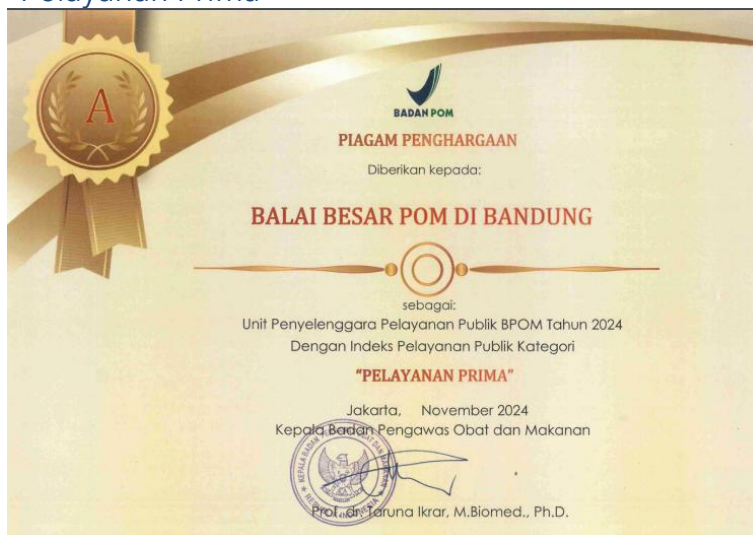 Pelayanan Prima
A
BADAN POM
PIAGAM PENGHARGAAN
Diberikan kepada:
BALAI BESAR POM DI BANDUNG
sebagai:
Unit Penyelenggara Pelayanan Publik BPOM Tahun 2024
Dengan Indeks Pelayanan Publik Kategori
"PELAYANAN PRIMA"
Jakarta, November 2024
Kepala Badan Pengawas Obat dan Makanan
Prof. dr. Taruna Ikrar, M.Biomed., Ph.D.